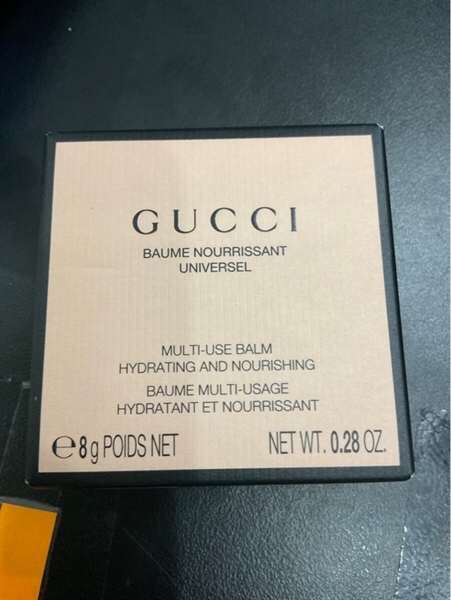 GUCCI
BAUME NOURRISSANT
UNIVERSEL
MULTI-USE BALM
HYDRATING AND NOURISHING
BAUME MULTI-USAGE
HYDRATANT ET NOURRISSANT
℮8 g POIDS NET NET WT. 0.28 OZ.